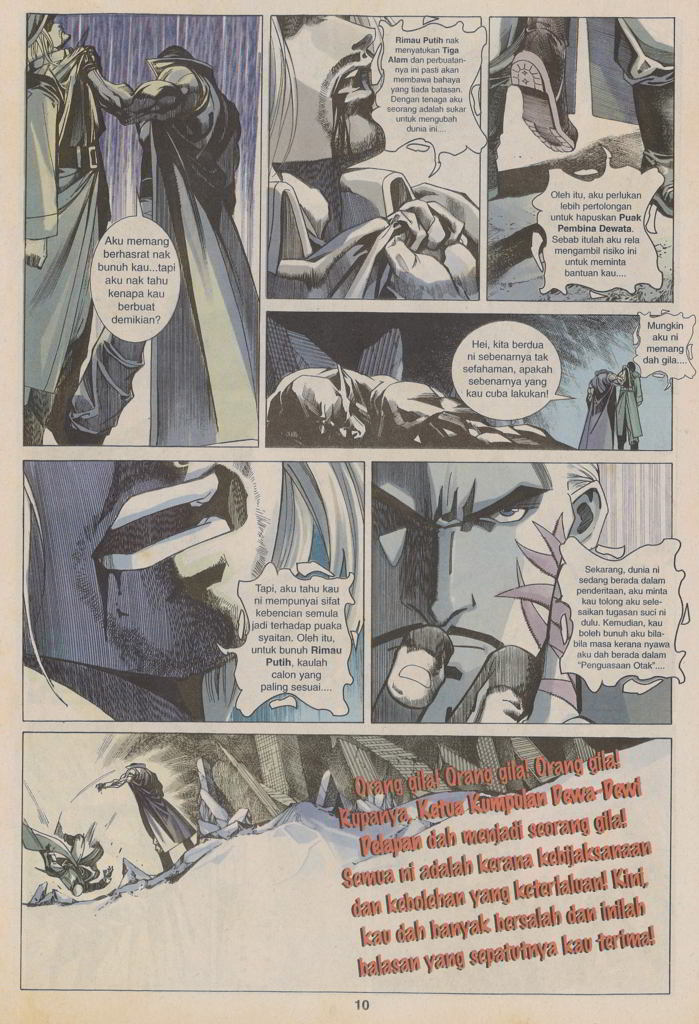 Aku memang
berhasrat nak
bunuh kau...tapi
aku nak tahu
kenapa kau
berbuat
demikian?
Rimau Putih nak
menyatukan Tiga
Alam dan perbuatan-
nya ini pasti akan
membawa bahaya
yang tiada batasan.
Dengan tenaga aku
seorang adalah sukar
untuk mengubah
dunia ini....
Oleh itu, aku perlukan
lebih pertolongan
untuk hapuskan Puak
Pembina Dewata.
Sebab itulah aku rela
mengambil risiko ini
untuk meminta
bantuan kau....
Hei, kita berdua
ni sebenarnya tak
sefahaman, apakah
sebenarnya yang
kau cuba lakukan!
Mungkin
aku ni
memang
dah gila....
Tapi, aku tahu kau
ni mempunyai sifat
kebencian semula
jadi terhadap puaka
syaitan. Oleh itu,
untuk bunuh Rimau
Putih, kaulah
calon yang
paling sesuai....
Sekarang, dunia ni
sedang berada dalam
penderitaan, aku minta
kau tolong aku sele-
saikan tugasan suci ni
dulu. Kemudian, kau
boleh bunuh aku bila-
bila masa kerana nyawa
aku dah berada dalam
"Penguasaan Otak"....
Orang gila! Orang gila! Orang gila!
Rupanya, Ketua Kumpulan Dewa-Dewi
Delapan dah menjadi seorang gila!
Semua ni adalah kerana kebijaksanaan
dan kebolehan yang keterlaluan! Kini,
kau dah banyak bersalah dan inilah
balasan yang sepatutnya kau terima!
10